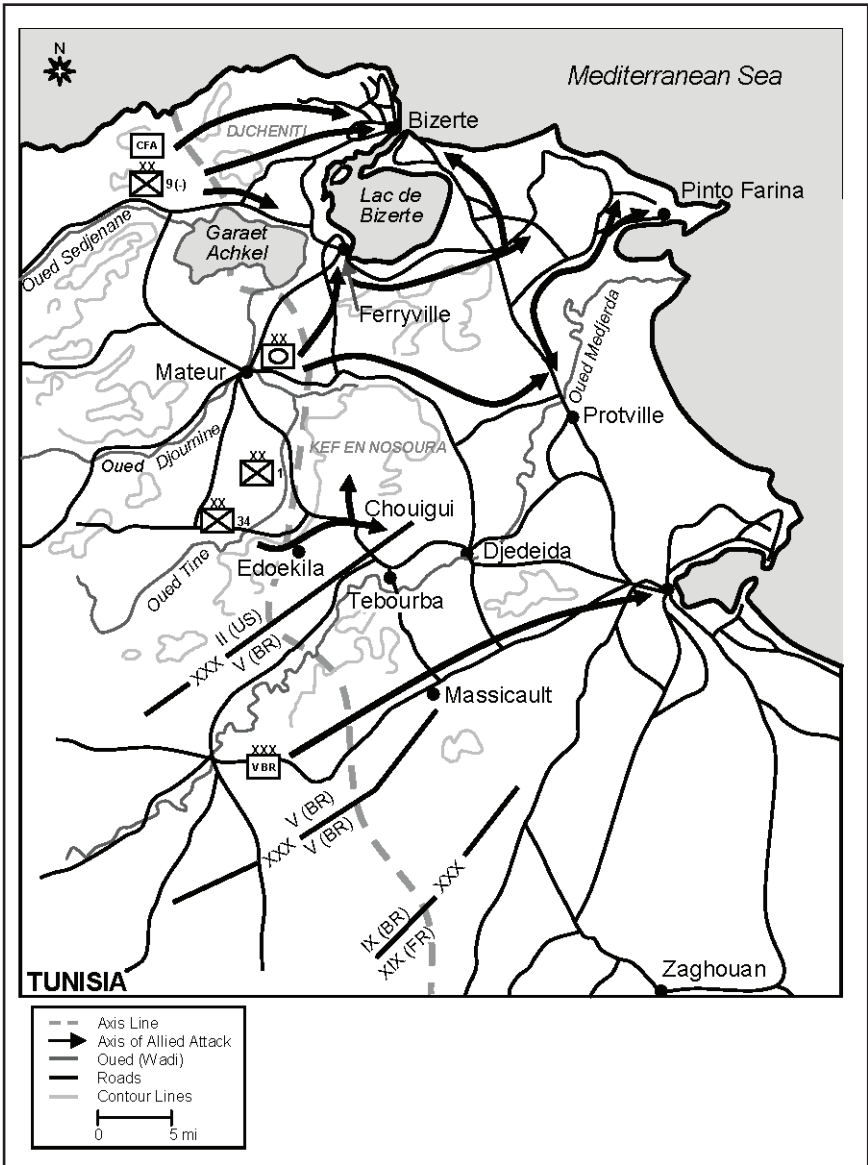 N
Mediterranean Sea
DJCHENITI
Bizerte
CFA
XX
9 (-)
Pinto Farina
Lac de
Bizerte
Garaet
Achkel
Oued Sedjenane
Ferryville
XX
Mateur
Oued Medjerda
Protville
Oued Djoumine
KEF EN NOSOURA
XX
1
Chouigui
XX
34
Djedeida
Edoekila
Oued Tine
Tebourba
II (US)
XXX
V (BR)
Massicault
XXX
V BR
V (BR)
XXX
V (BR)
XXX
IX (BR)
XIX (FR)
Zaghouan
TUNISIA
Axis Line
Axis of Allied Attack
Oued (Wadi)
Roads
Contour Lines
0 5 mi